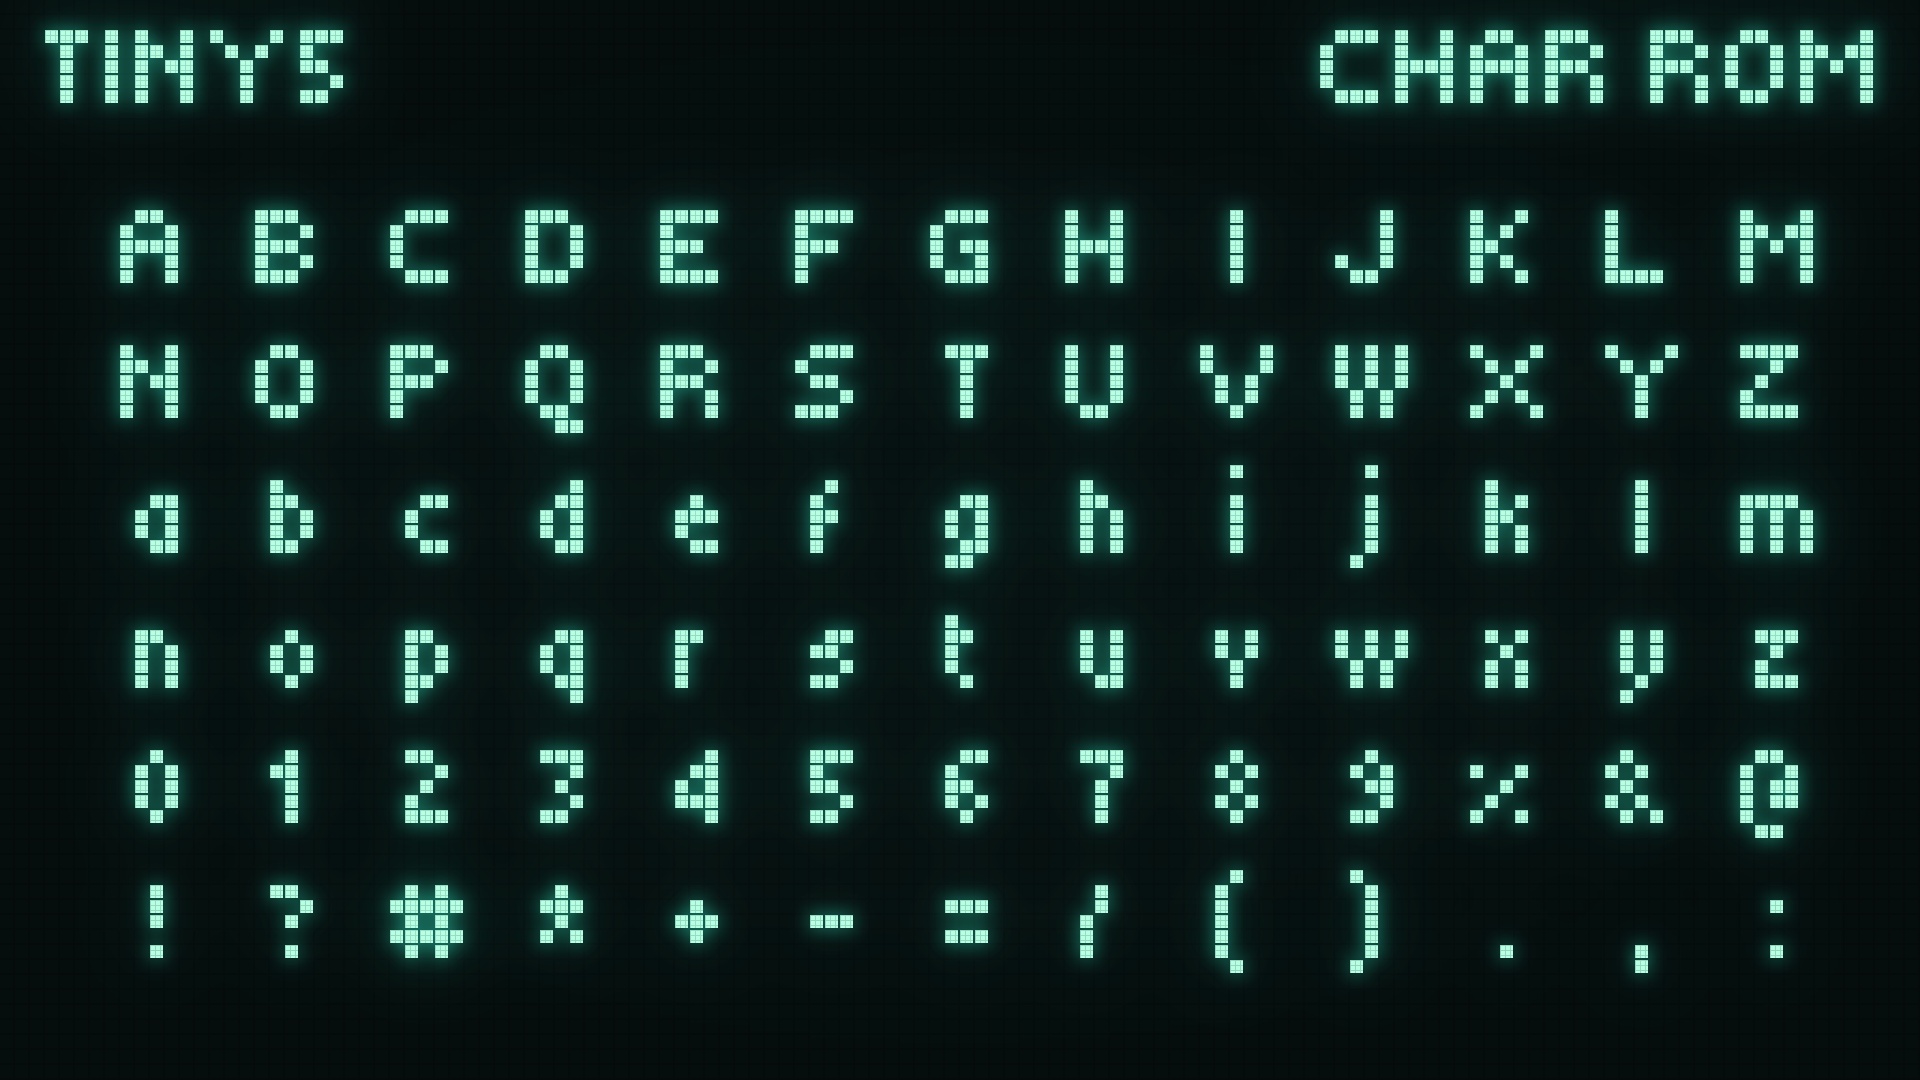 TINY5 CHAR ROM
A B C D E F G H I J K L M
N O P Q R S T U V W X Y Z
a b c d e f g h i j k l m
n o p q r s t u v w x y z
0 1 2 3 4 5 6 7 8 9 % & @
! ? # * + - = / ( ) . , :